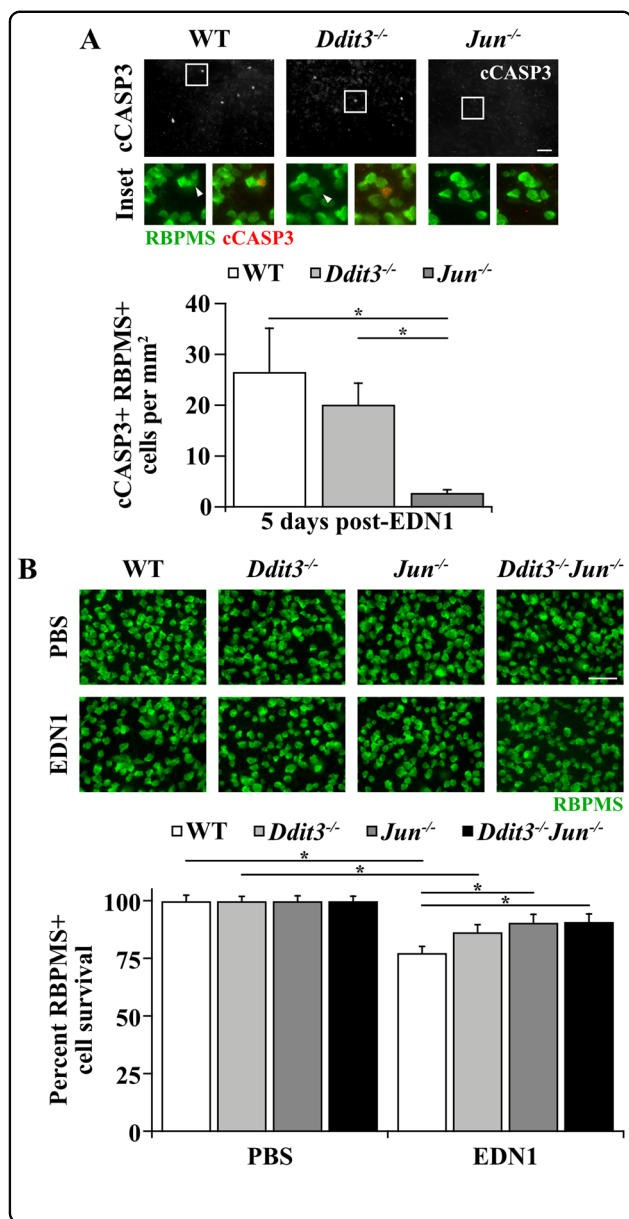 A
WT Ddit3-/- Jun-/-
cCASP3
cCASP3
Inset
RBPMS cCASP3
WT Ddit3-/- Jun-/-
*
*
40
30
20
10
0
cCASP3+ RBPMS+
cells per mm²
5 days post-EDN1
B
WT Ddit3-/- Jun-/- Ddit3-/-Jun-/-
PBS
EDN1
RBPMS
WT Ddit3-/- Jun-/- Ddit3-/-Jun-/-
*
*
*
*
100
75
50
25
0
Percent RBPMS+
cell survival
PBS EDN1